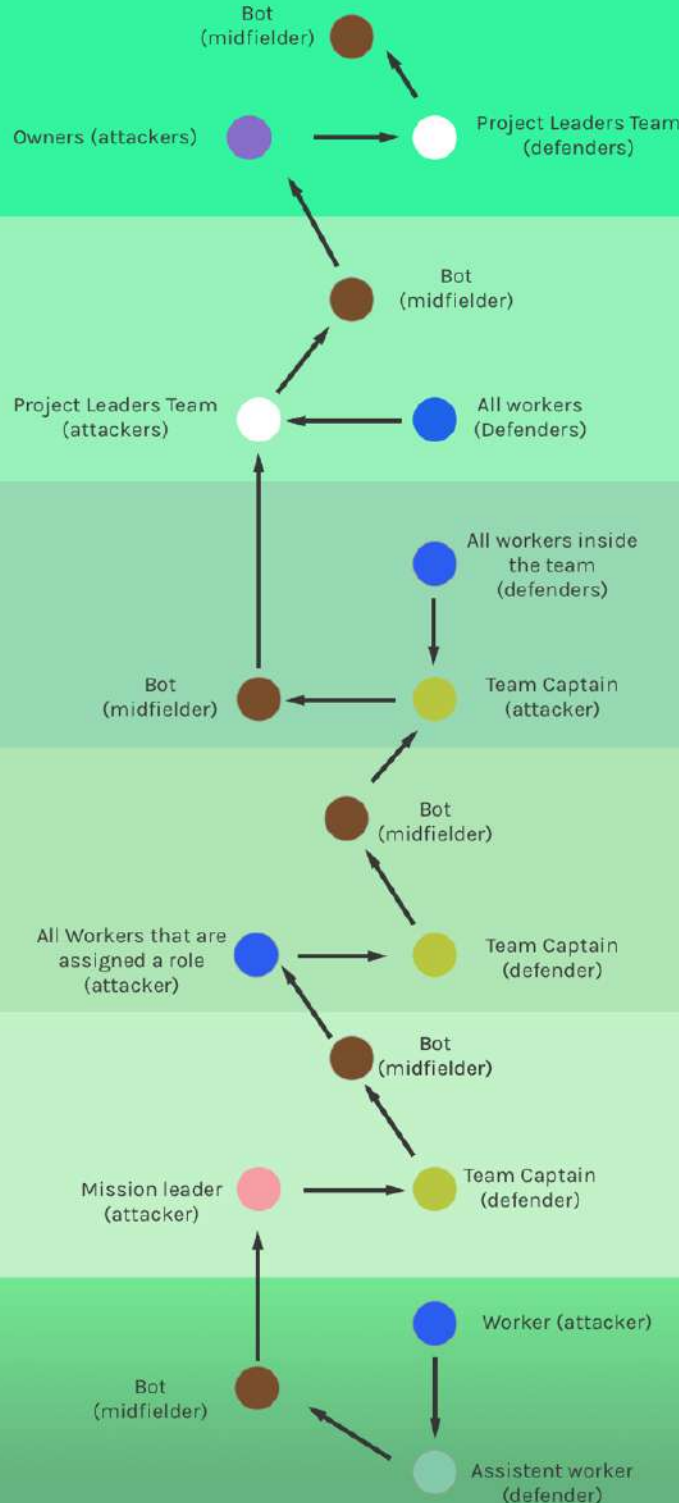 Bot
(midfielder)
Owners (attackers)
Project Leaders Team
(defenders)
Bot
(midfielder)
Project Leaders Team
(attackers)
All workers
(Defenders)
All workers inside
the team
(defenders)
Bot
(midfielder)
Team Captain
(attacker)
Bot
(midfielder)
All Workers that are
assigned a role
(attacker)
Team Captain
(defender)
Bot
(midfielder)
Mission leader
(attacker)
Team Captain
(defender)
Worker (attacker)
Bot
(midfielder)
Assistent worker
(defender)